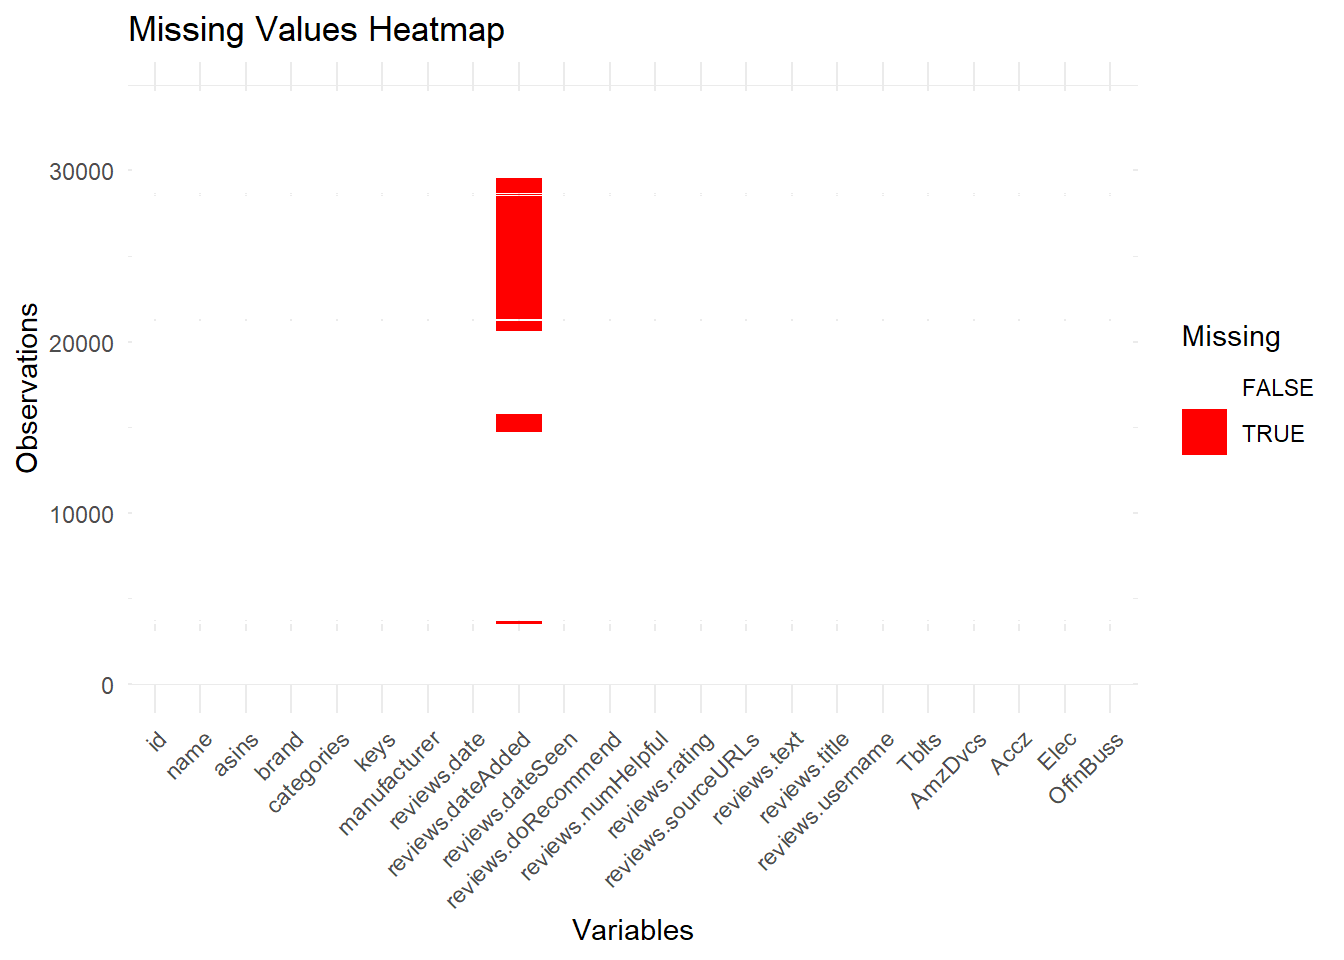 Missing Values Heatmap
30000
20000
10000
0
Observations
id
name
asins
brand
categories
keys
manufacturer
reviews.date
reviews.dateAdded
reviews.dateSeen
reviews.doRecommend
reviews.numHelpful
reviews.rating
reviews.sourceURLs
reviews.text
reviews.title
reviews.username
Tblts
AmzDvcs
Accz
Elec
OffnBuss
Variables
Missing
FALSE
TRUE